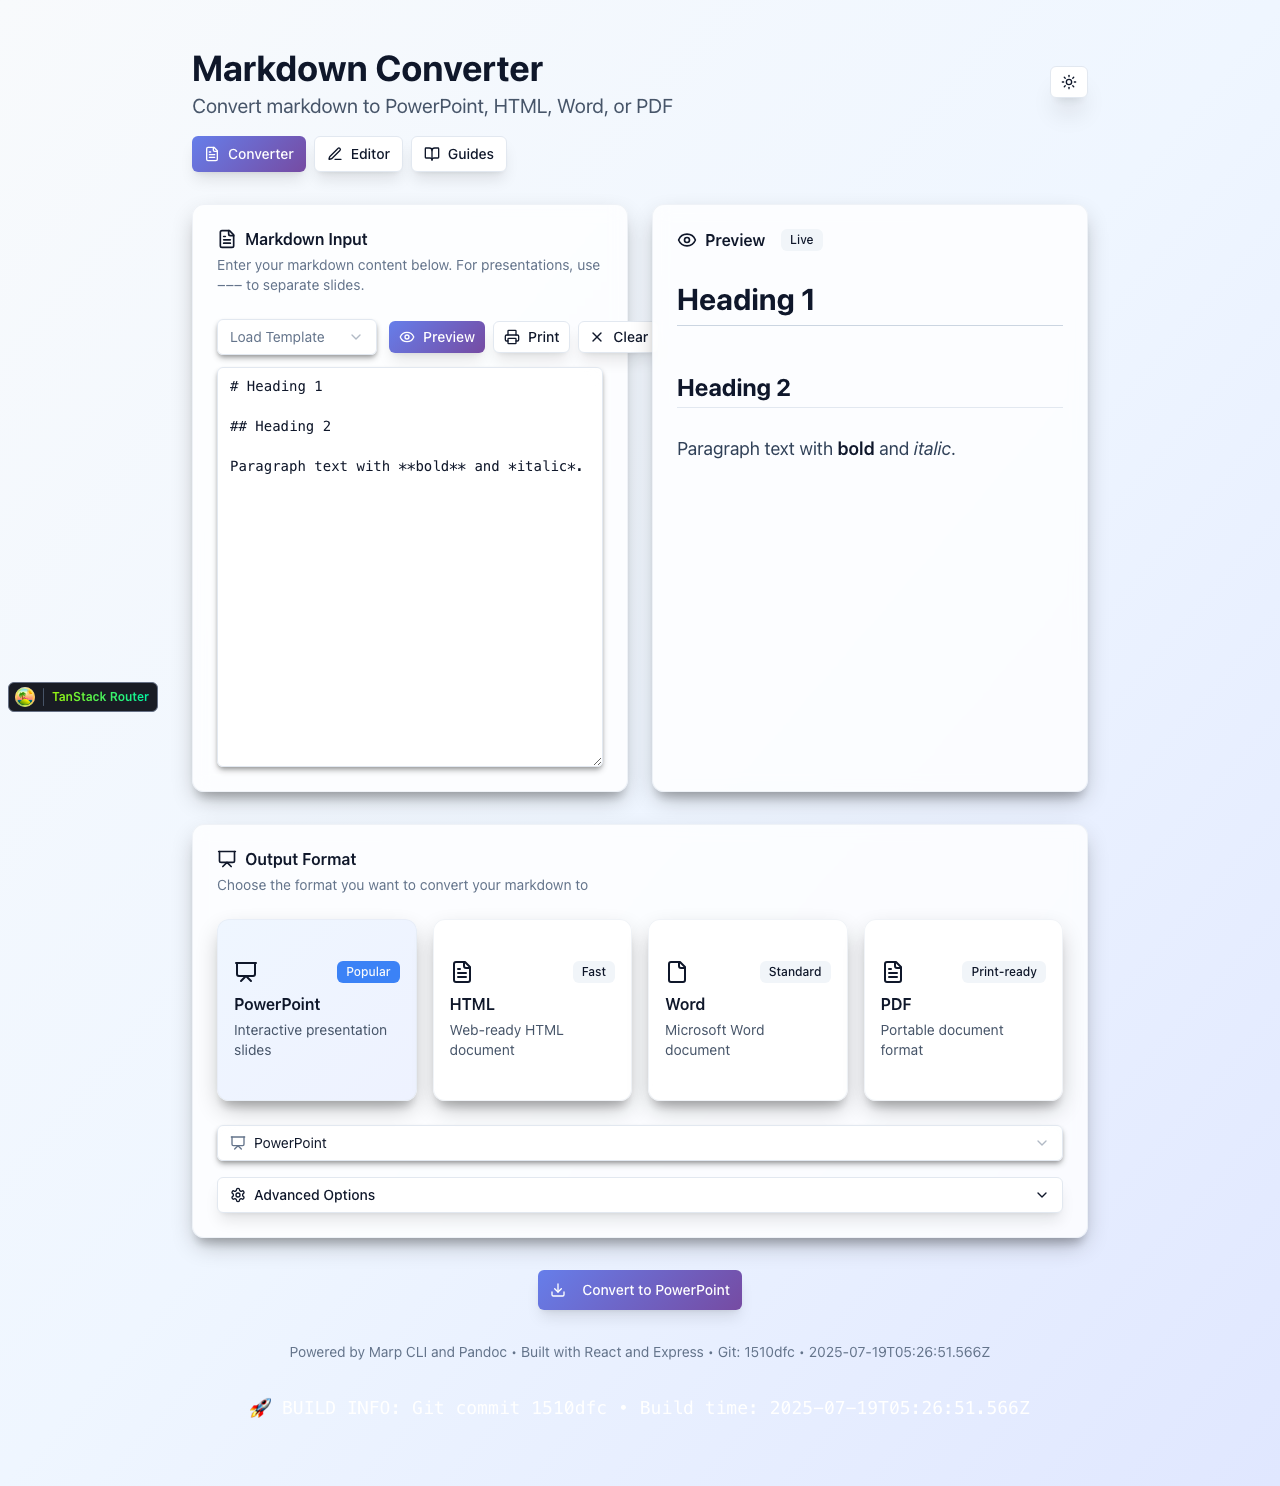 Markdown Converter
Convert markdown to PowerPoint, HTML, Word, or PDF
Converter
Editor
Guides
Markdown Input
Enter your markdown content below. For presentations, use
--- to separate slides.
Load Template
Preview
Print
Clear
# Heading 1
## Heading 2
Paragraph text with **bold** and *italic*.
Preview
Live
Heading 1
Heading 2
Paragraph text with bold and italic.
TanStack Router
Output Format
Choose the format you want to convert your markdown to
Popular
PowerPoint
Interactive presentation
slides
Fast
HTML
Web-ready HTML
document
Standard
Word
Microsoft Word
document
Print-ready
PDF
Portable document
format
PowerPoint
Advanced Options
Convert to PowerPoint
Powered by Marp CLI and Pandoc • Built with React and Express • Git: 1510dfc • 2025-07-19T05:26:51.566Z
🚀 BUILD INFO: Git commit 1510dfc • Build time: 2025-07-19T05:26:51.566Z